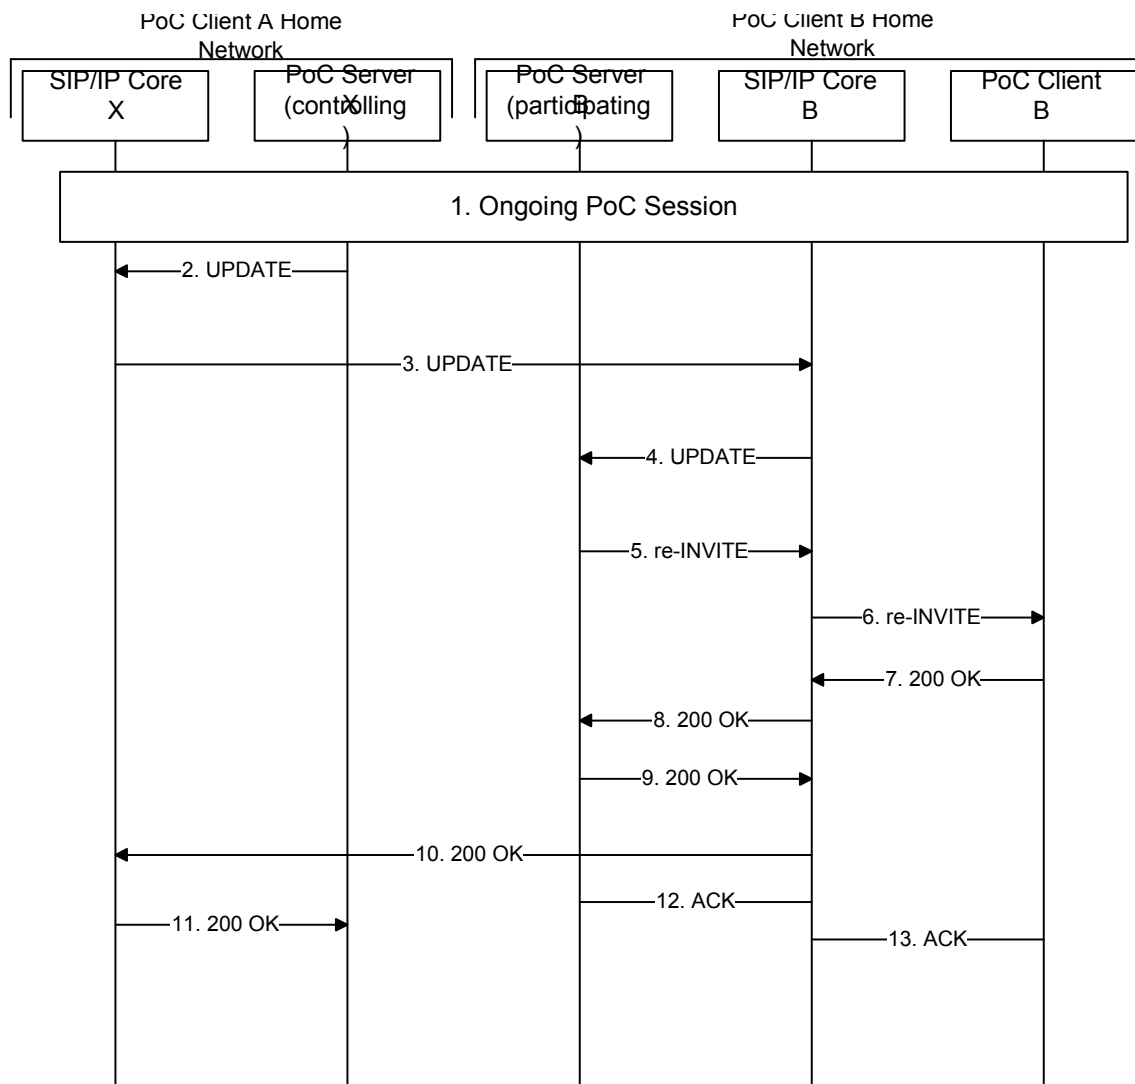 PoC Client A Home
Network
PoC Client B Home
Network
SIP/IP Core
X
PoC Server
X
(controlling
)
PoC Server
B
(participating
)
SIP/IP Core
B
PoC Client
B
1. Ongoing PoC Session
2. UPDATE
3. UPDATE
4. UPDATE
5. re-INVITE
6. re-INVITE
7. 200 OK
8. 200 OK
9. 200 OK
10. 200 OK
12. ACK
11. 200 OK
13. ACK